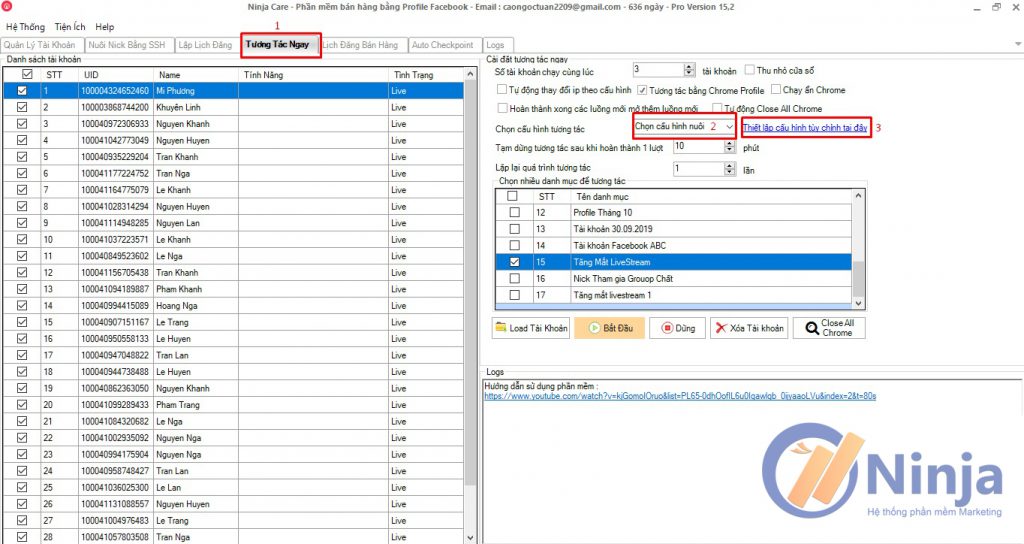 Ninja Care - Phần mềm bán hàng bằng Profile Facebook - Email : caongoctuan2209@gmail.com - 636 ngày - Pro Version 15,2
Hệ Thống Tiện Ích Help
1
Quản Lý Tài Khoản Nuôi Nick Bằng SSH Lập Lịch Đăng Tương Tác Ngay Lịch Đăng Bán Hàng Auto Checkpoint Logs
Danh sách tài khoản
STT UID Name Tính Năng Tình Trạng
1 100004324652460 Mi Phương Live
2 100003868744200 Khuyên Linh Live
3 100040972306933 Nguyen Khanh Live
4 100041042773049 Nguyen Huyen Live
5 100040935229204 Tran Khanh Live
6 100041177224752 Tran Nga Live
7 100041164775079 Le Khanh Live
8 100041028314294 Nguyen Huyen Live
9 100041114948285 Nguyen Lan Live
10 100041037223571 Le Khanh Live
11 100040849523602 Le Nga Live
12 100041156705438 Tran Khanh Live
13 100041094189887 Pham Khanh Live
14 100040994415089 Hoang Nga Live
15 100040907151167 Le Trang Live
16 100040950558133 Le Huyen Live
17 100040947048822 Tran Lan Live
18 100040944738488 Le Huyen Live
19 100040862363050 Nguyen Khanh Live
20 100041099289433 Pham Trang Live
21 100041084320682 Le Nga Live
22 100041002935092 Nguyen Nga Live
23 100040994175904 Nguyen Nga Live
24 100040958748427 Tran Lan Live
25 100041036025300 Le Lan Live
26 100041131088557 Nguyen Huyen Live
27 100041004976483 Le Trang Live
28 100041057803508 Tran Nga Live
Cài đặt tương tác ngay
Số tài khoản chạy cùng lúc 3 tài khoản Thu nhỏ cửa sổ
Tự động thay đổi ip theo cấu hình Tương tác bằng Chrome Profile Chạy ẩn Chrome
Hoàn thành xong các luồng mới mở thêm luồng mới Tự động Close All Chrome
Chọn cấu hình tương tác Chọn cấu hình nuôi 2 Thiết lập cấu hình tùy chỉnh tại đây 3
Tạm dừng tương tác sau khi hoàn thành 1 lượt 10 phút
Lặp lại quá trình tương tác 1 lần
Chọn nhiều danh mục để tương tác
STT Tên danh mục
12 Profile Tháng 10
13 Tài khoản 30.09.2019
14 Tài khoản Facebook ABC
15 Tăng Mắt LiveStream
16 Nick Tham gia Grouop Chất
17 Tăng mắt livestream 1
Load Tài Khoản Bắt Đầu Dừng Xóa Tài khoản Close All Chrome
Logs
Hướng dẫn sử dụng phần mềm :
https://www.youtube.com/watch?v=kjGomoIOruo&list=PL65-0dhOofIL6u0Iqawlqb_0jjyaaoLVu&index=2&t=80s
Ninja
Hệ thống phần mềm Marketing